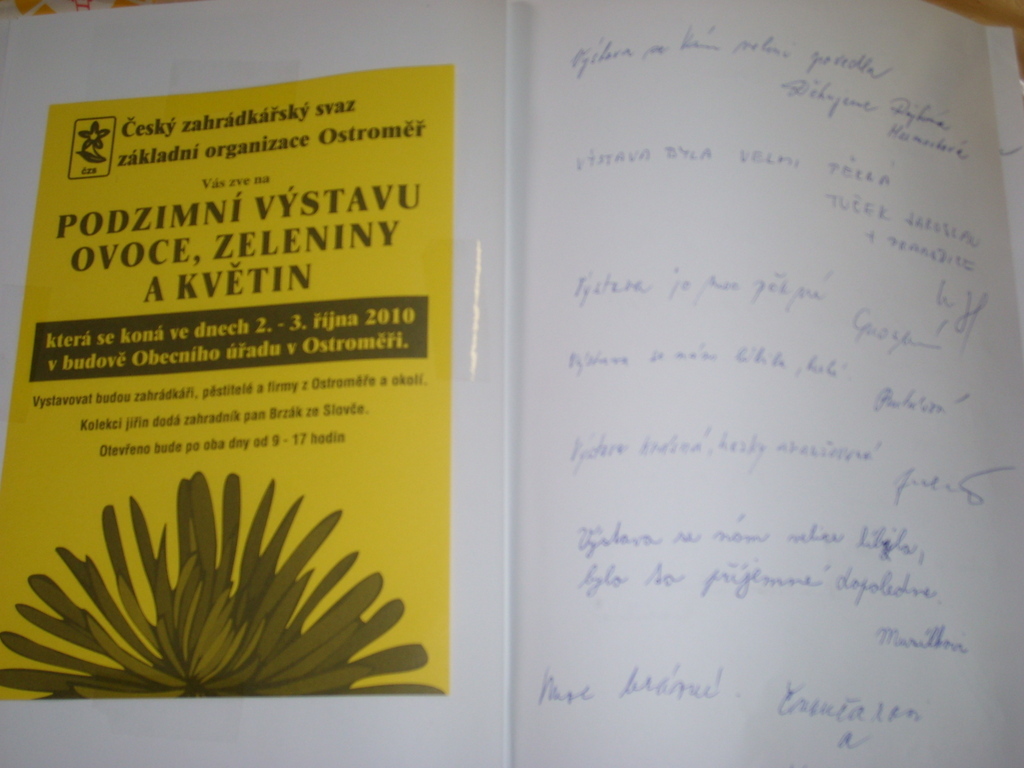 Český zahrádkářský svaz
základní organizace Ostroměř
ČZS
Vás zve na
PODZIMNÍ VÝSTAVU
OVOCE, ZELENINY
A KVĚTIN
která se koná ve dnech 2. - 3. října 2010
v budově Obecního úřadu v Ostroměři.
Vystavovat budou zahrádkáři, pěstitelé a firmy z Ostroměře a okolí.
Kolekci jiřin dodá zahradník pan Brzák ze Slovče.
Otevřeno bude po oba dny od 9 - 17 hodin
Výstava se Vám velmi povedla
Děkujeme
VÝSTAVA BYLA VELMI PĚKNÁ
TUČEK JAROSLAV
Výstava je moc pěkná
Výstava se nám líbila,
Výstava krásná, hezky
Výstava se nám velice líbila,
bylo to příjemné dopoledne.
Moc krásné.